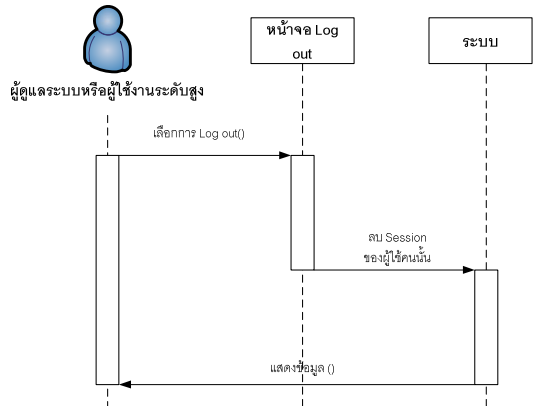 หน้าจอ Log
out
ระบบ
ผู้ดูแลระบบหรือผู้ใช้งานระดับสูง
เลือกการ Log out()
ลบ Session
ของผู้ใช้คนนั้น
แสดงข้อมูล ()